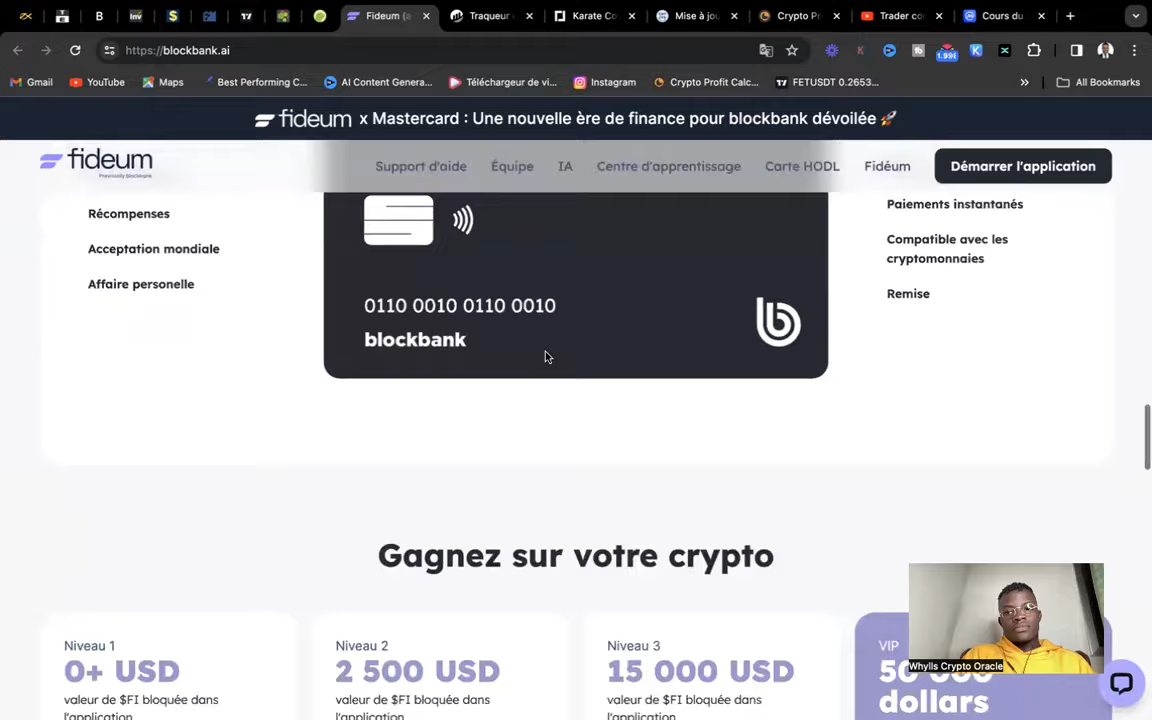 Fideum (a
Traqueur
Karate Co
Mise à jou
Crypto Pr
Trader co
Cours du
https://blockbank.ai
1.99£
Gmail
YouTube
Maps
Best Performing C...
AI Content Genera...
Téléchargeur de vi...
Instagram
Crypto Profit Calc...
FETUSDT 0.2653...
All Bookmarks
fideum x Mastercard : Une nouvelle ère de finance pour blockbank dévoilée 🚀
fideum
Previously blockbank
Support d'aide
Équipe
IA
Centre d'apprentissage
Carte HODL
Fidéum
Démarrer l'application
Récompenses
Acceptation mondiale
Affaire personelle
0110 0010 0110 0010
blockbank
Paiements instantanés
Compatible avec les
cryptomonnaies
Remise
Gagnez sur votre crypto
Niveau 1
0+ USD
valeur de $FI bloquée dans
l'application
Niveau 2
2 500 USD
valeur de $FI bloquée dans
l'application
Niveau 3
15 000 USD
valeur de $FI bloquée dans
l'application
VIP
dollars
Whylls Crypto Oracle